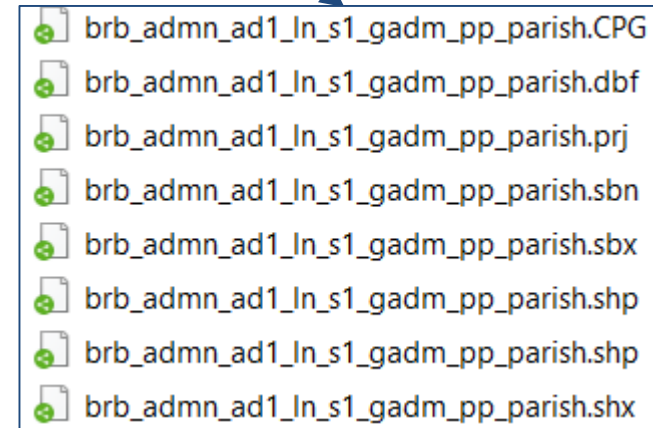 brb_admn_ad1_ln_s1_gadm_pp_parish.CPG
brb_admn_ad1_ln_s1_gadm_pp_parish.dbf
brb_admn_ad1_ln_s1_gadm_pp_parish.prj
brb_admn_ad1_ln_s1_gadm_pp_parish.sbn
brb_admn_ad1_ln_s1_gadm_pp_parish.sbx
brb_admn_ad1_ln_s1_gadm_pp_parish.shp
brb_admn_ad1_ln_s1_gadm_pp_parish.shp
brb_admn_ad1_ln_s1_gadm_pp_parish.shx